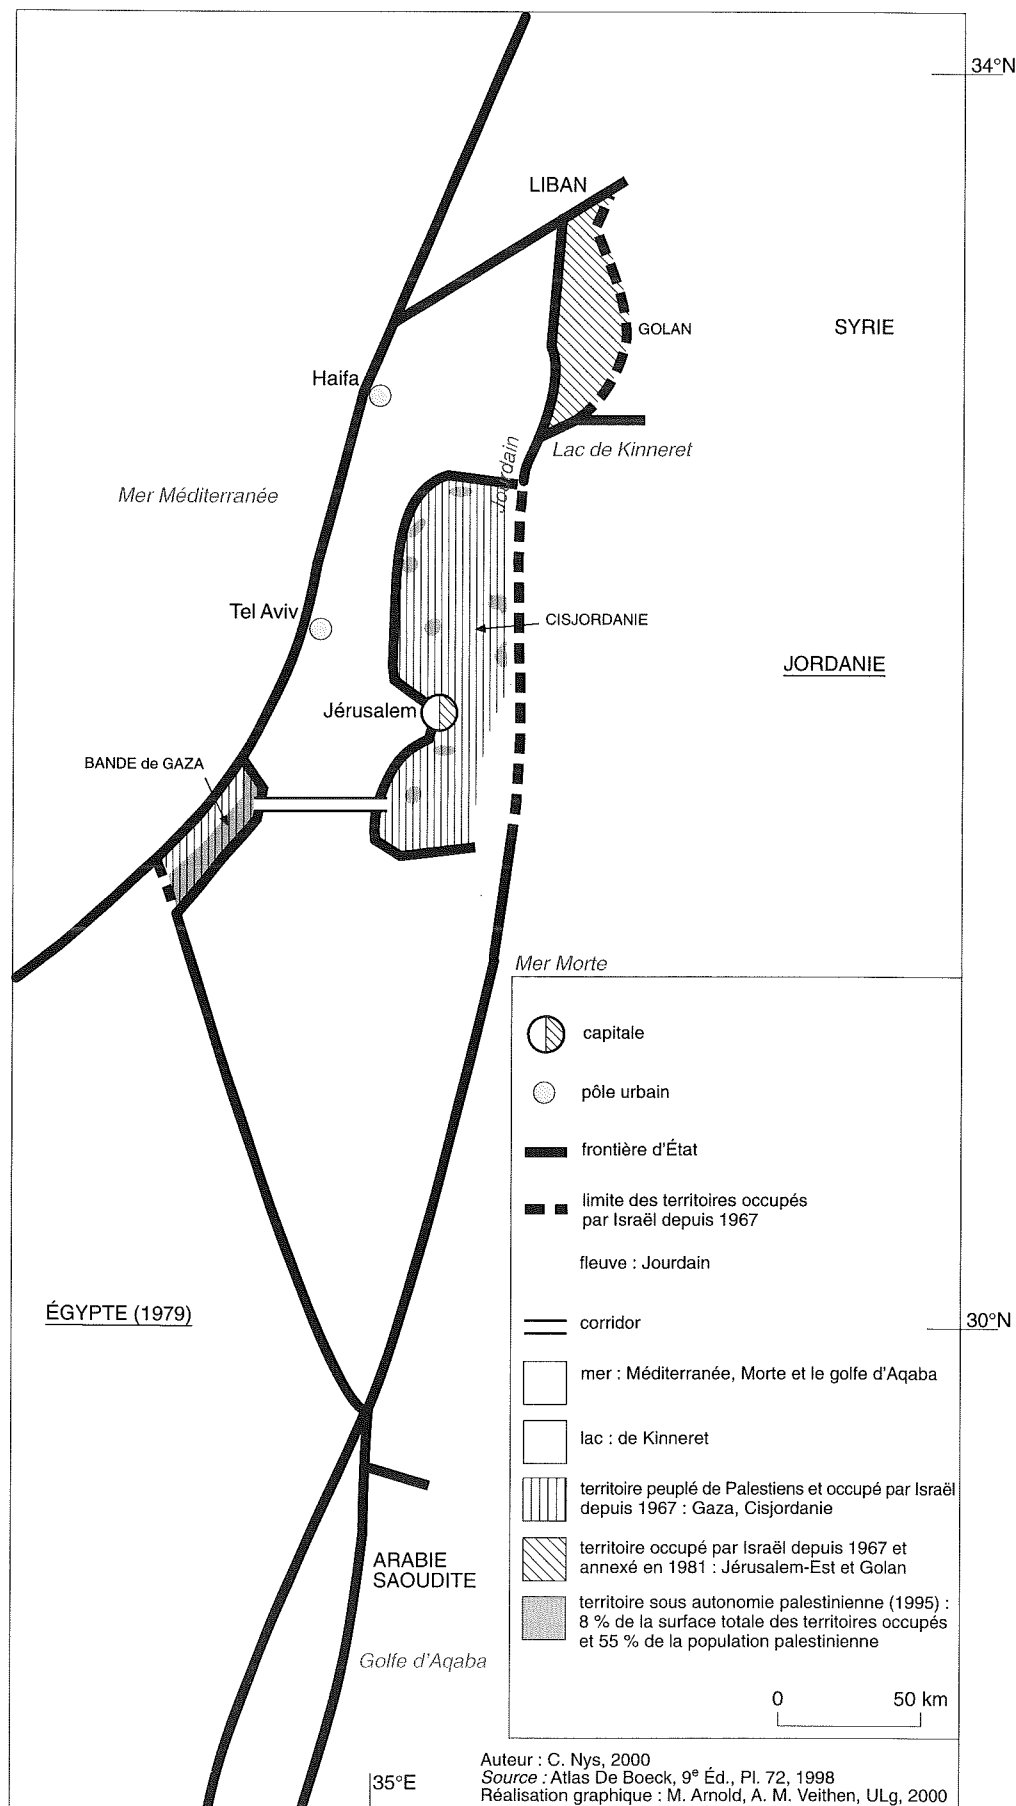 34°N
LIBAN
GOLAN
SYRIE
Haifa
Jourdain
Lac de Kinneret
Mer Méditerranée
Tel Aviv
CISJORDANIE
JORDANIE
Jérusalem
BANDE de GAZA
Mer Morte
capitale
pôle urbain
frontière d'État
limite des territoires occupés
par Israël depuis 1967
fleuve : Jourdain
ÉGYPTE (1979)
corridor
30°N
mer : Méditerranée, Morte et le golfe d'Aqaba
lac : de Kinneret
territoire peuplé de Palestiens et occupé par Israël
depuis 1967 : Gaza, Cisjordanie
territoire occupé par Israël depuis 1967 et
annexé en 1981 : Jérusalem-Est et Golan
ARABIE
SAOUDITE
territoire sous autonomie palestinienne (1995) :
8 % de la surface totale des territoires occupés
et 55 % de la population palestinienne
Golfe d'Aqaba
0 50 km
35°E
Auteur : C. Nys, 2000
Source : Atlas De Boeck, 9e Éd., Pl. 72, 1998
Réalisation graphique : M. Arnold, A. M. Veithen, ULg, 2000